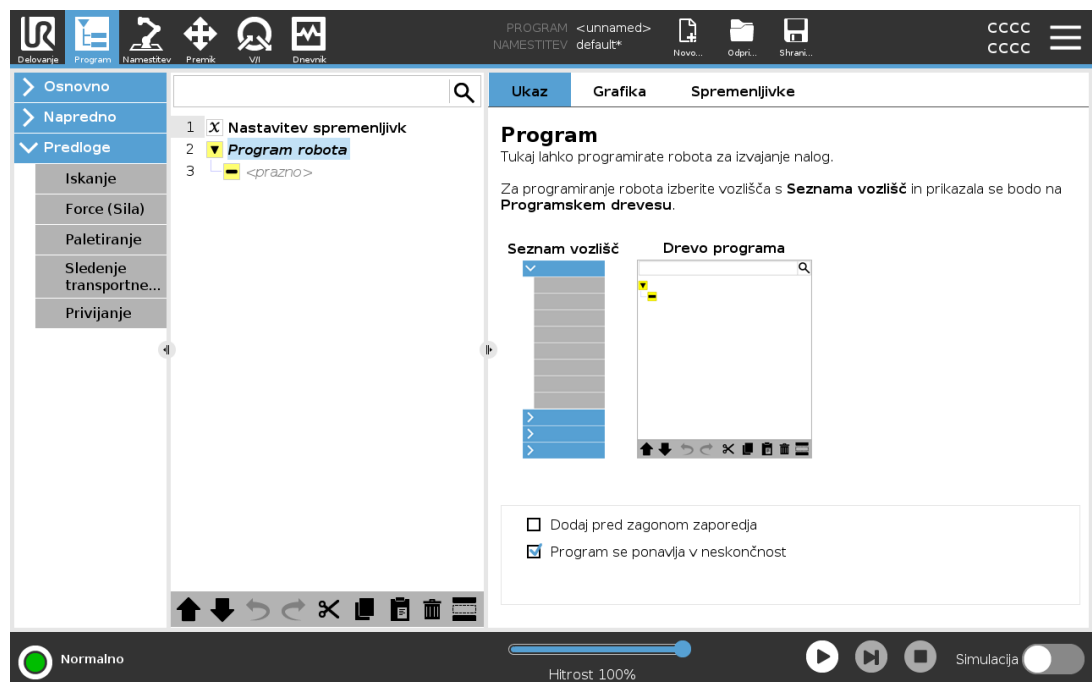 UR
PROGRAM <unnamed>
NAMESTITEV default*
Delovanje Program Namestitev Premik V/I Dnevnik
Novo... Odpri... Shrani...
cccc
cccc
Osnovno
Napredno
Predloge
Iskanje
Force (Sila)
Paletiranje
Sledenje
transportne...
Privijanje
1 x Nastavitev spremenljivk
2 Program robota
3 <prazno>
Ukaz Grafika Spremenljivke
Program
Tukaj lahko programirate robota za izvajanje nalog.
Za programiranje robota izberite vozlišča s Seznama vozlišč in prikazala se bodo na
Programskem drevesu.
Seznam vozlišč Drevo programa
Dodaj pred zagonom zaporedja
Program se ponavlja v neskončnost
Normalno
Hitrost 100%
Simulacija